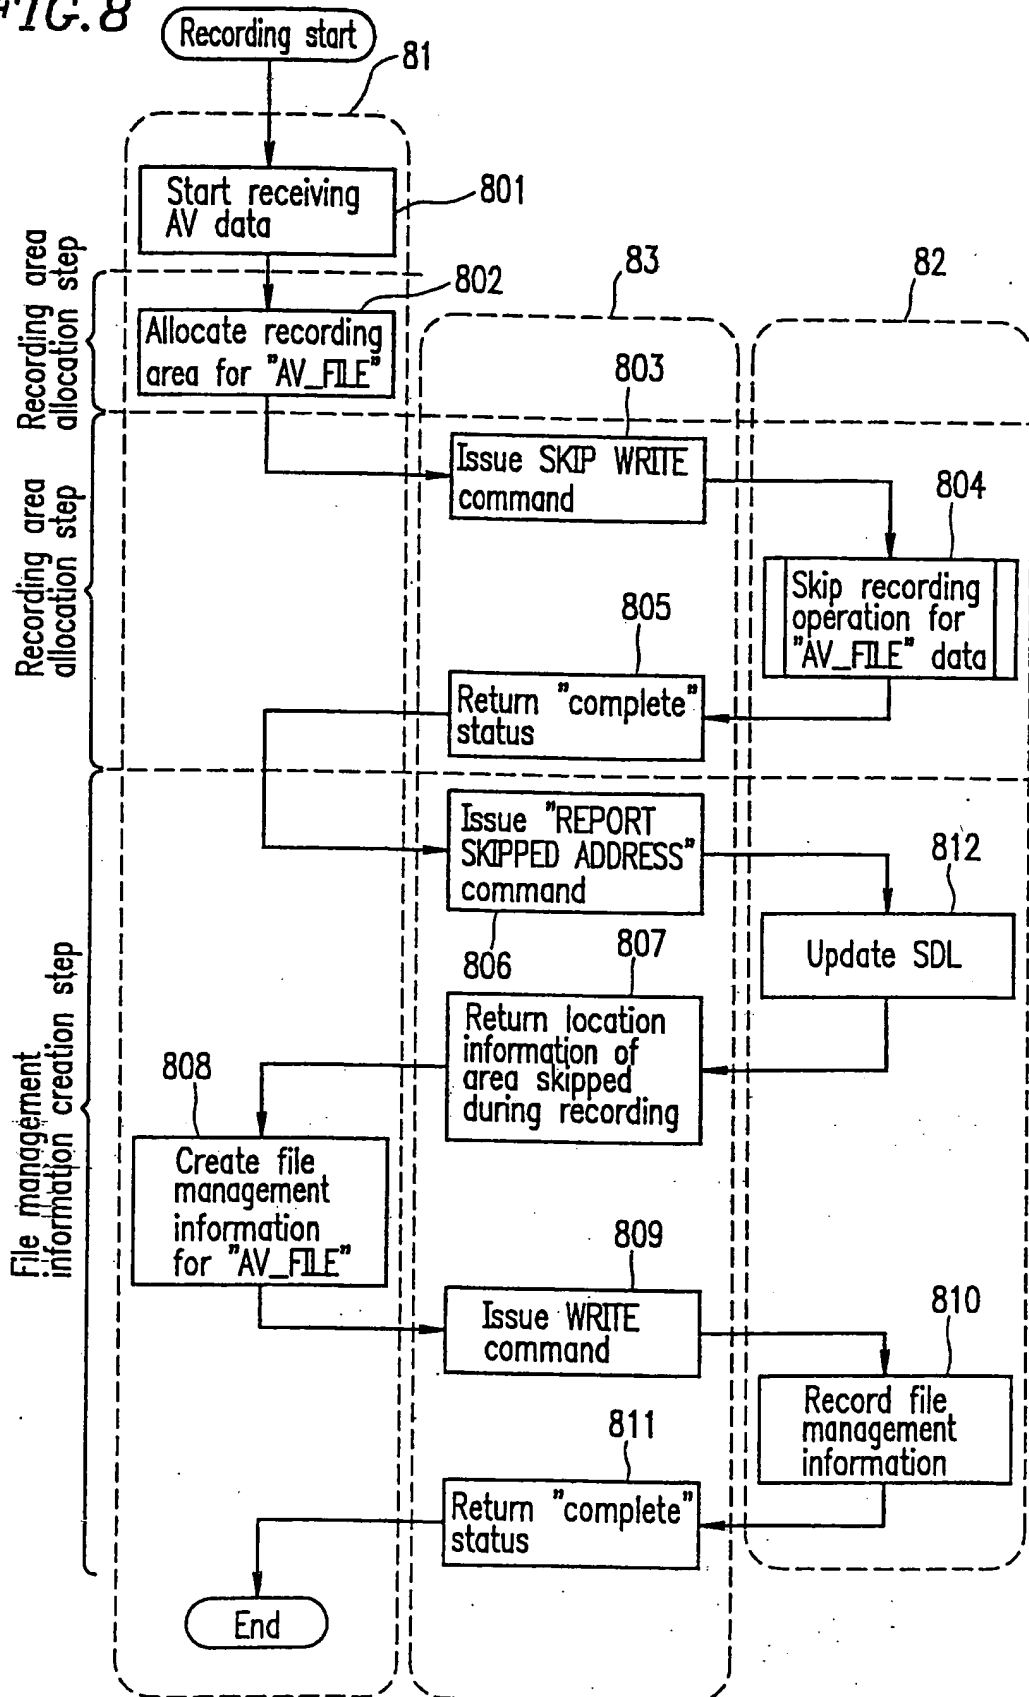 FIG.8
Recording start
81
Start receiving
AV data
801
Recording area
allocation step
802
Allocate recording
area for "AV_FILE"
83
82
Recording area
allocation step
803
Issue SKIP WRITE
command
804
Skip recording
operation for
"AV_FILE" data
805
Return "complete"
status
File management
information creation step
Issue "REPORT
SKIPPED ADDRESS"
command
806
812
Update SDL
807
Return location
information of
area skipped
during recording
808
Create file
management
information
for "AV_FILE"
809
Issue WRITE
command
810
Record file
management
information
811
Return "complete"
status
End